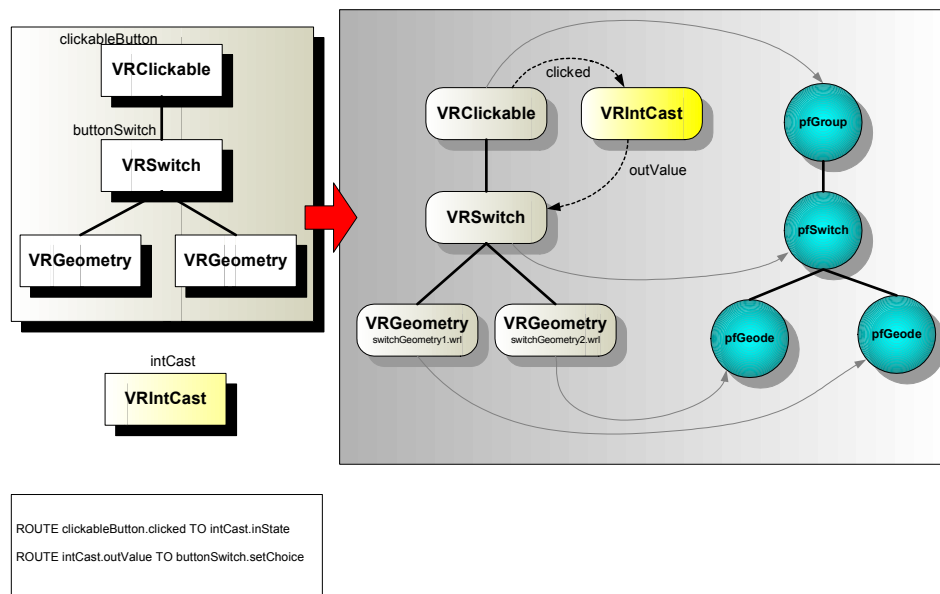 clickableButton
VRClickable
buttonSwitch
VRSwitch
VRGeometry
VRGeometry
intCast
VRIntCast
ROUTE clickableButton.clicked TO intCast.inState
ROUTE intCast.outValue TO buttonSwitch.setChoice
clicked
VRClickable
VRIntCast
outValue
VRSwitch
VRGeometry
switchGeometry1.wrl
VRGeometry
switchGeometry2.wrl
pfGroup
pfSwitch
pfGeode
pfGeode